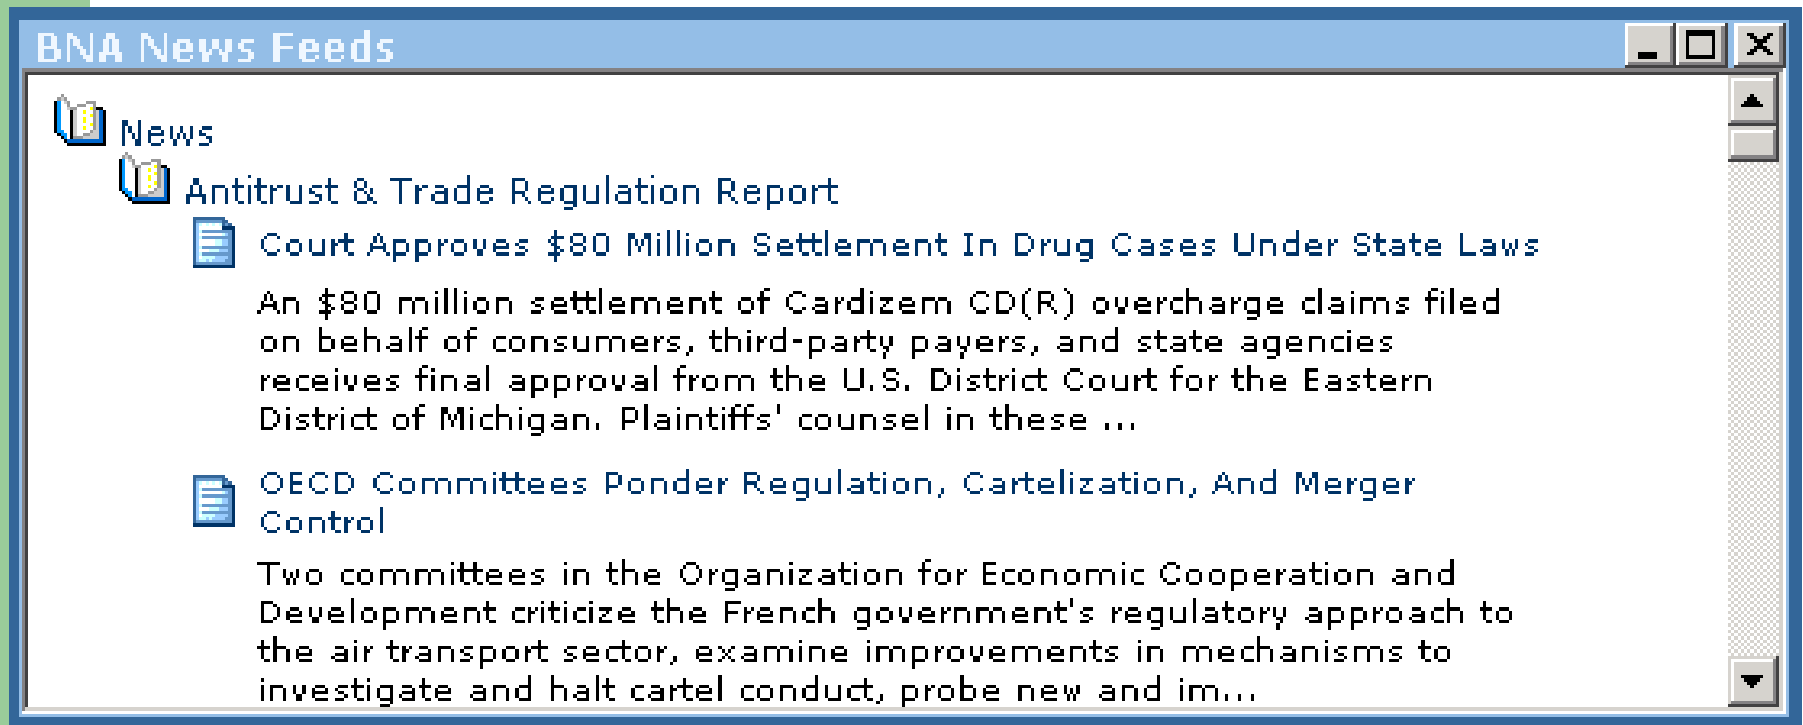 BNA News Feeds
News
Antitrust & Trade Regulation Report
Court Approves $80 Million Settlement In Drug Cases Under State Laws
An $80 million settlement of Cardizem CD(R) overcharge claims filed
on behalf of consumers, third-party payers, and state agencies
receives final approval from the U.S. District Court for the Eastern
District of Michigan. Plaintiffs' counsel in these ...
OECD Committees Ponder Regulation, Cartelization, And Merger
Control
Two committees in the Organization for Economic Cooperation and
Development criticize the French government's regulatory approach to
the air transport sector, examine improvements in mechanisms to
investigate and halt cartel conduct, probe new and im...